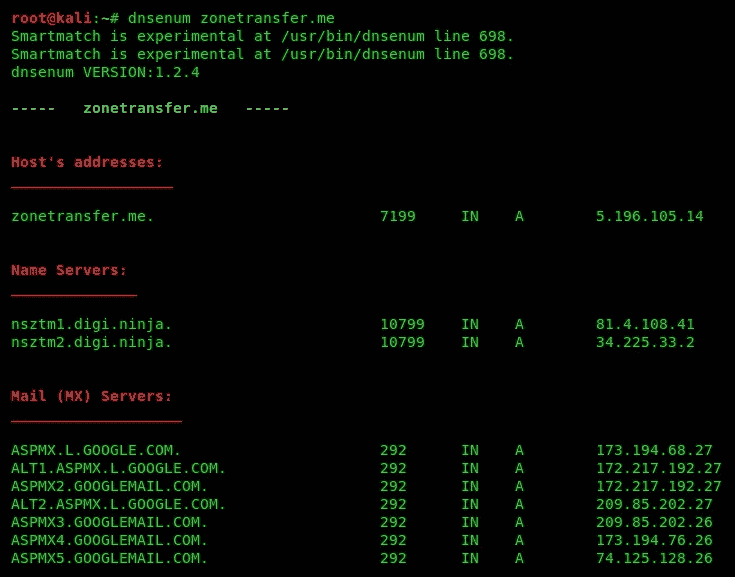 root@kali:~# dnsenum zonetransfer.me
Smartmatch is experimental at /usr/bin/dnsenum line 698.
Smartmatch is experimental at /usr/bin/dnsenum line 698.
dnsenum VERSION:1.2.4
----- zonetransfer.me -----
Host's addresses:
__________________
zonetransfer.me. 7199 IN A 5.196.105.14
Name Servers:
______________
nsztm1.digi.ninja. 10799 IN A 81.4.108.41
nsztm2.digi.ninja. 10799 IN A 34.225.33.2
Mail (MX) Servers:
___________________
ASPMX.L.GOOGLE.COM. 292 IN A 173.194.68.27
ALT1.ASPMX.L.GOOGLE.COM. 292 IN A 172.217.192.27
ASPMX2.GOOGLEMAIL.COM. 292 IN A 172.217.192.27
ALT2.ASPMX.L.GOOGLE.COM. 292 IN A 209.85.202.27
ASPMX3.GOOGLEMAIL.COM. 292 IN A 209.85.202.26
ASPMX4.GOOGLEMAIL.COM. 292 IN A 173.194.76.26
ASPMX5.GOOGLEMAIL.COM. 292 IN A 74.125.128.26